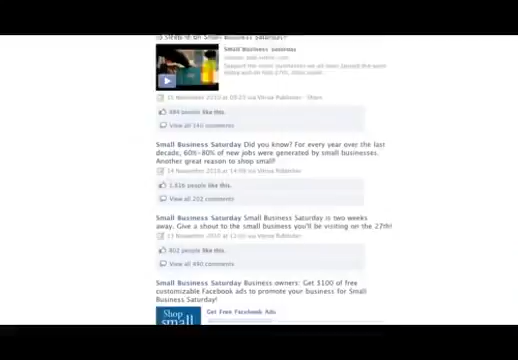 Small Business Saturday
15 November 2010 at 09:23 via Vitrue Publisher · Share
484 people like this.
View all 140 comments
Small Business Saturday Did you know? For every year over the last
decade, 60%-80% of new jobs were generated by small businesses.
Another great reason to shop small!
14 November 2010 at 14:09 via Vitrue Publisher
1,826 people like this.
View all 202 comments
Small Business Saturday Small Business Saturday is two weeks
away. Give a shout to the small business you'll be visiting on the 27th!
13 November 2010 at via Vitrue Publisher
802 people like this.
View all 490 comments
Small Business Saturday Business owners: Get $100 of free
customizable Facebook ads to promote your business for Small
Business Saturday!
Shop
small
Get Free Facebook Ads